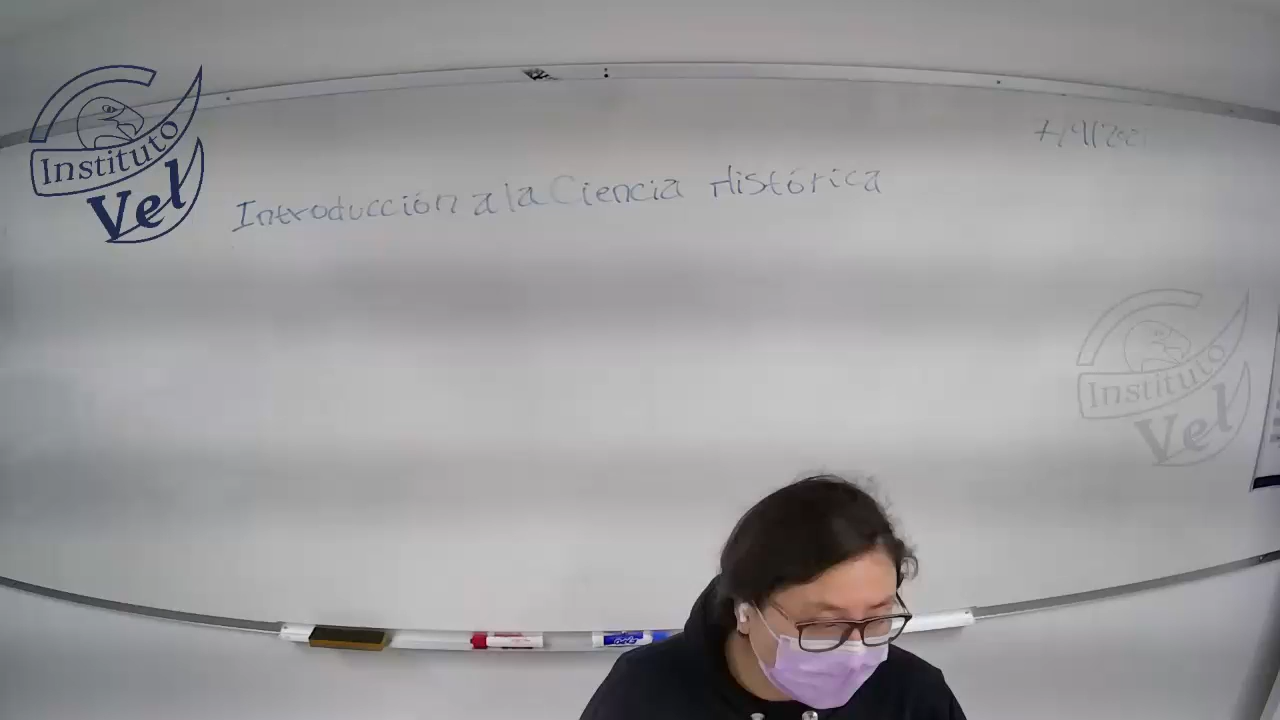 Instituto
Vel
Introducción a la Ciencia Histórica
Instituto
Vel